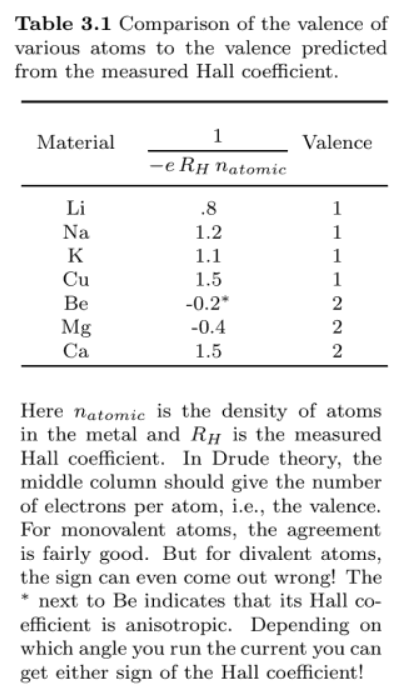 Table 3.1 Comparison of the valence of
various atoms to the valence predicted
from the measured Hall coefficient.
Material 1 Valence
−e R_H n_atomic
Li .8 1
Na 1.2 1
K 1.1 1
Cu 1.5 1
Be -0.2* 2
Mg -0.4 2
Ca 1.5 2
Here n_atomic is the density of atoms
in the metal and R_H is the measured
Hall coefficient. In Drude theory, the
middle column should give the number
of electrons per atom, i.e., the valence.
For monovalent atoms, the agreement
is fairly good. But for divalent atoms,
the sign can even come out wrong! The
* next to Be indicates that its Hall co-
efficient is anisotropic. Depending on
which angle you run the current you can
get either sign of the Hall coefficient!